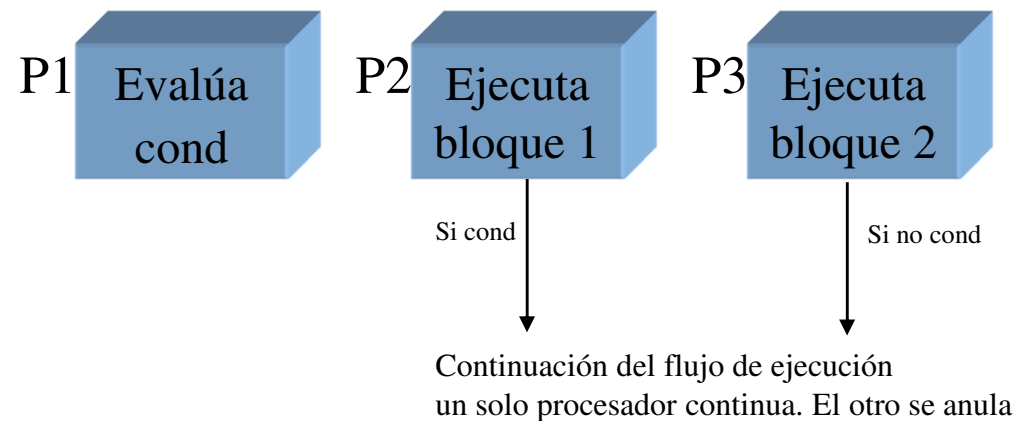 P1
Evalúa
cond
P2
Ejecuta
bloque 1
P3
Ejecuta
bloque 2
Si cond
Si no cond
Continuación del flujo de ejecución
un solo procesador continua. El otro se anula